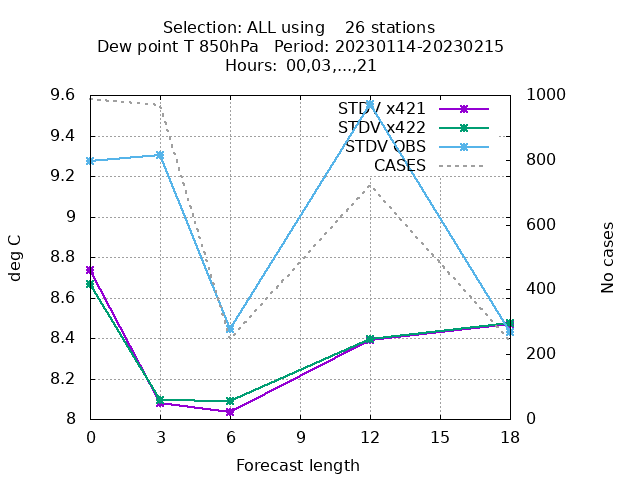 Selection: ALL using    26 stations
Dew point T 850hPa   Period: 20230114-20230215
Hours: 00,03,...,21
STDV x421
STDV x422
STDV OBS
CASES
9.6
9.4
9.2
9
8.8
8.6
8.4
8.2
8
1000
800
600
400
200
0
deg C
No cases
0 3 6 9 12 15 18
Forecast length